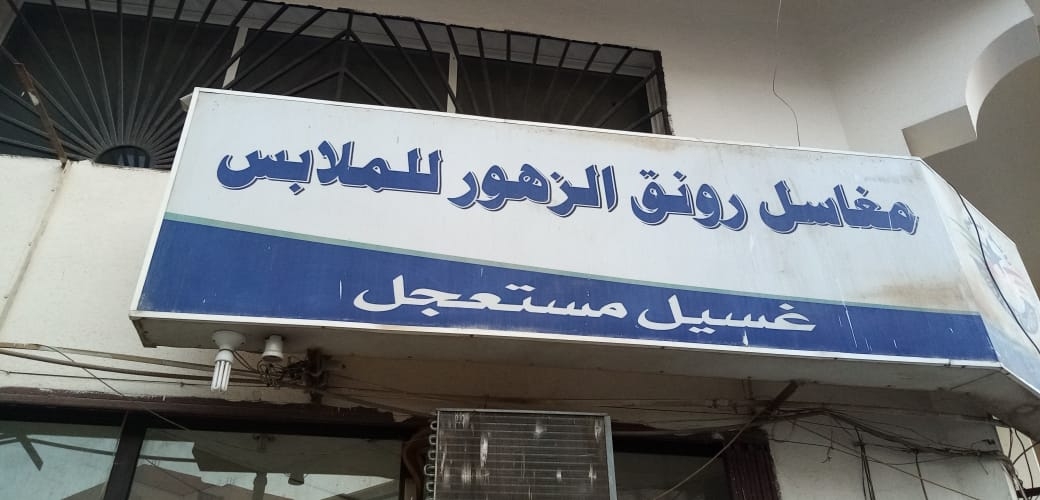 مغاسل رونق الزهور للملابس
غسيل مستعجل